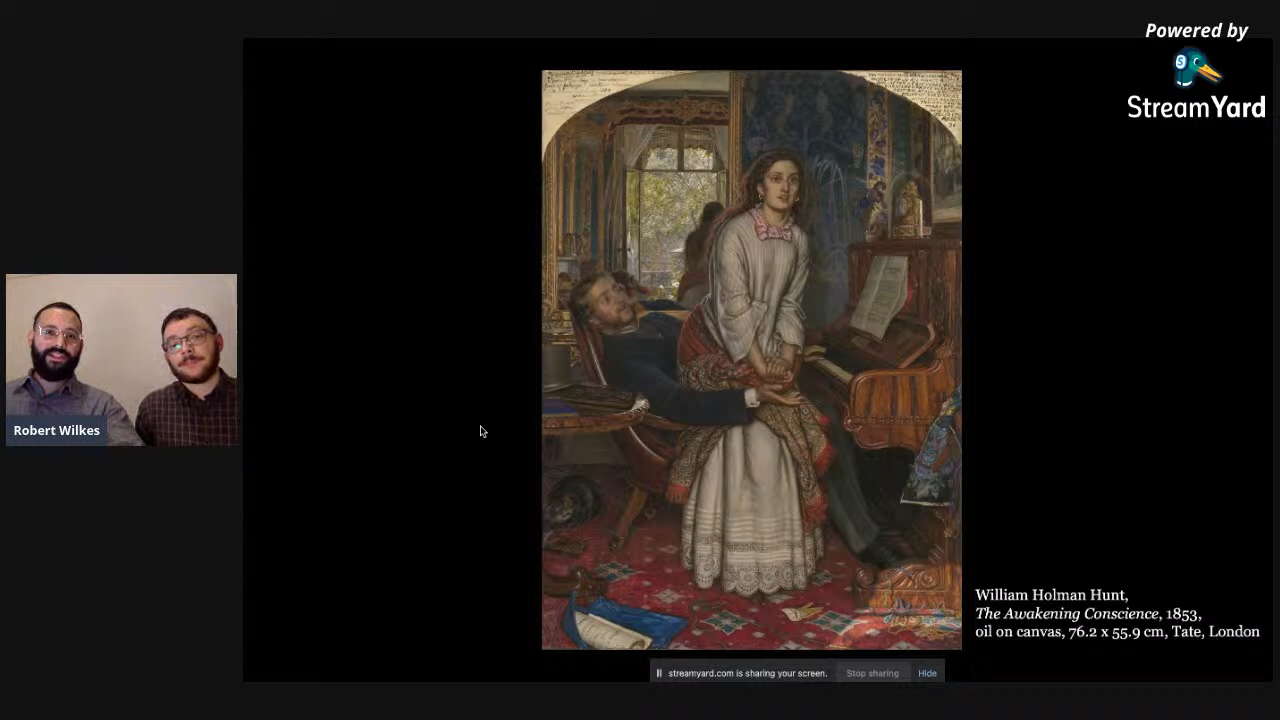 Powered by
StreamYard
Robert Wilkes
William Holman Hunt,
The Awakening Conscience, 1853,
oil on canvas, 76.2 x 55.9 cm, Tate, London
streamyard.com is sharing your screen.
Stop sharing
Hide